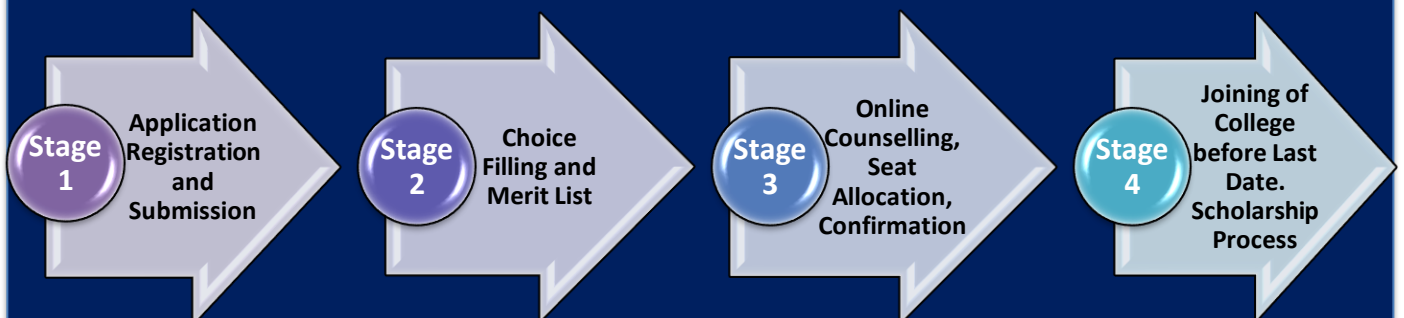 Stage
1
Application
Registration
and
Submission
Stage
2
Choice
Filling and
Merit List
Stage
3
Online
Counselling,
Seat
Allocation,
Confirmation
Stage
4
Joining of
College
before Last
Date.
Scholarship
Process